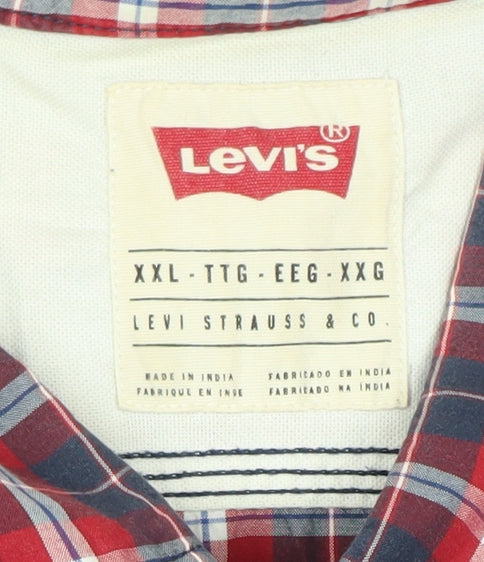 Levi's®
XXL - TTG - EEG - XXG
LEVI STRAUSS & CO.
MADE IN INDIA
FABRIQUE EN INDE
FABRICADO EN INDIA
FABRICADO NA INDIA